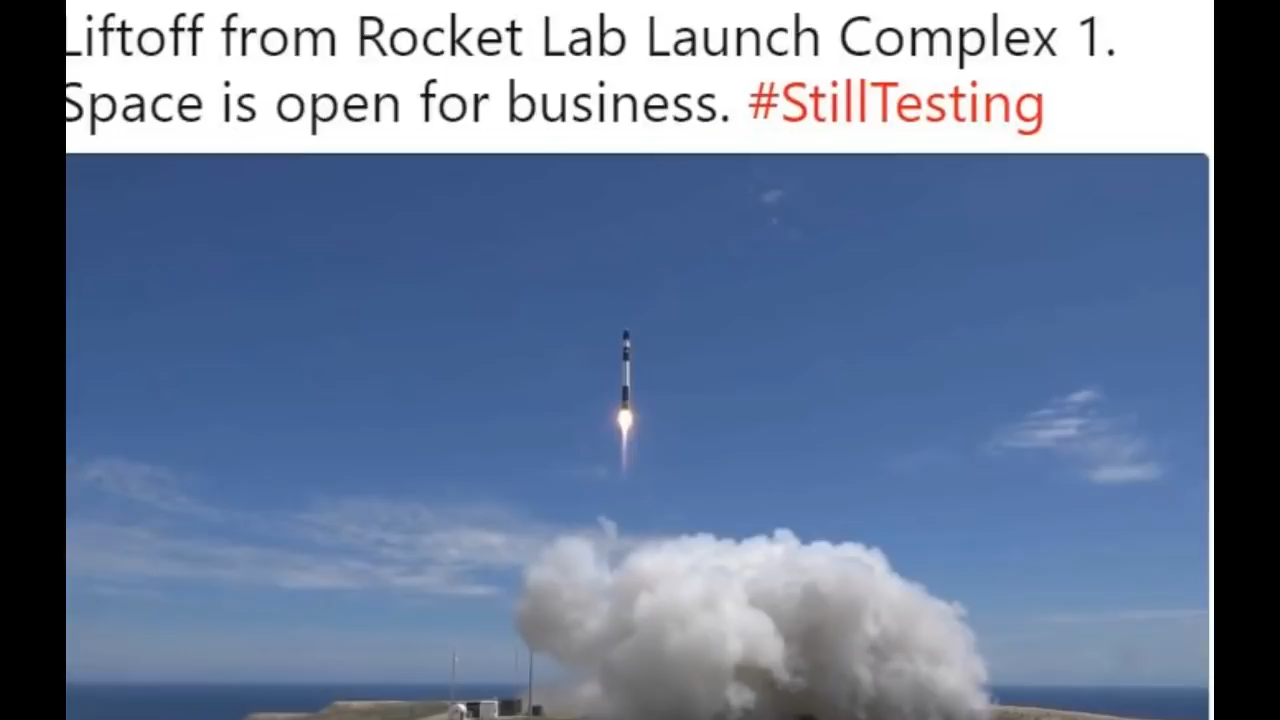 Liftoff from Rocket Lab Launch Complex 1.
Space is open for business. #StillTesting